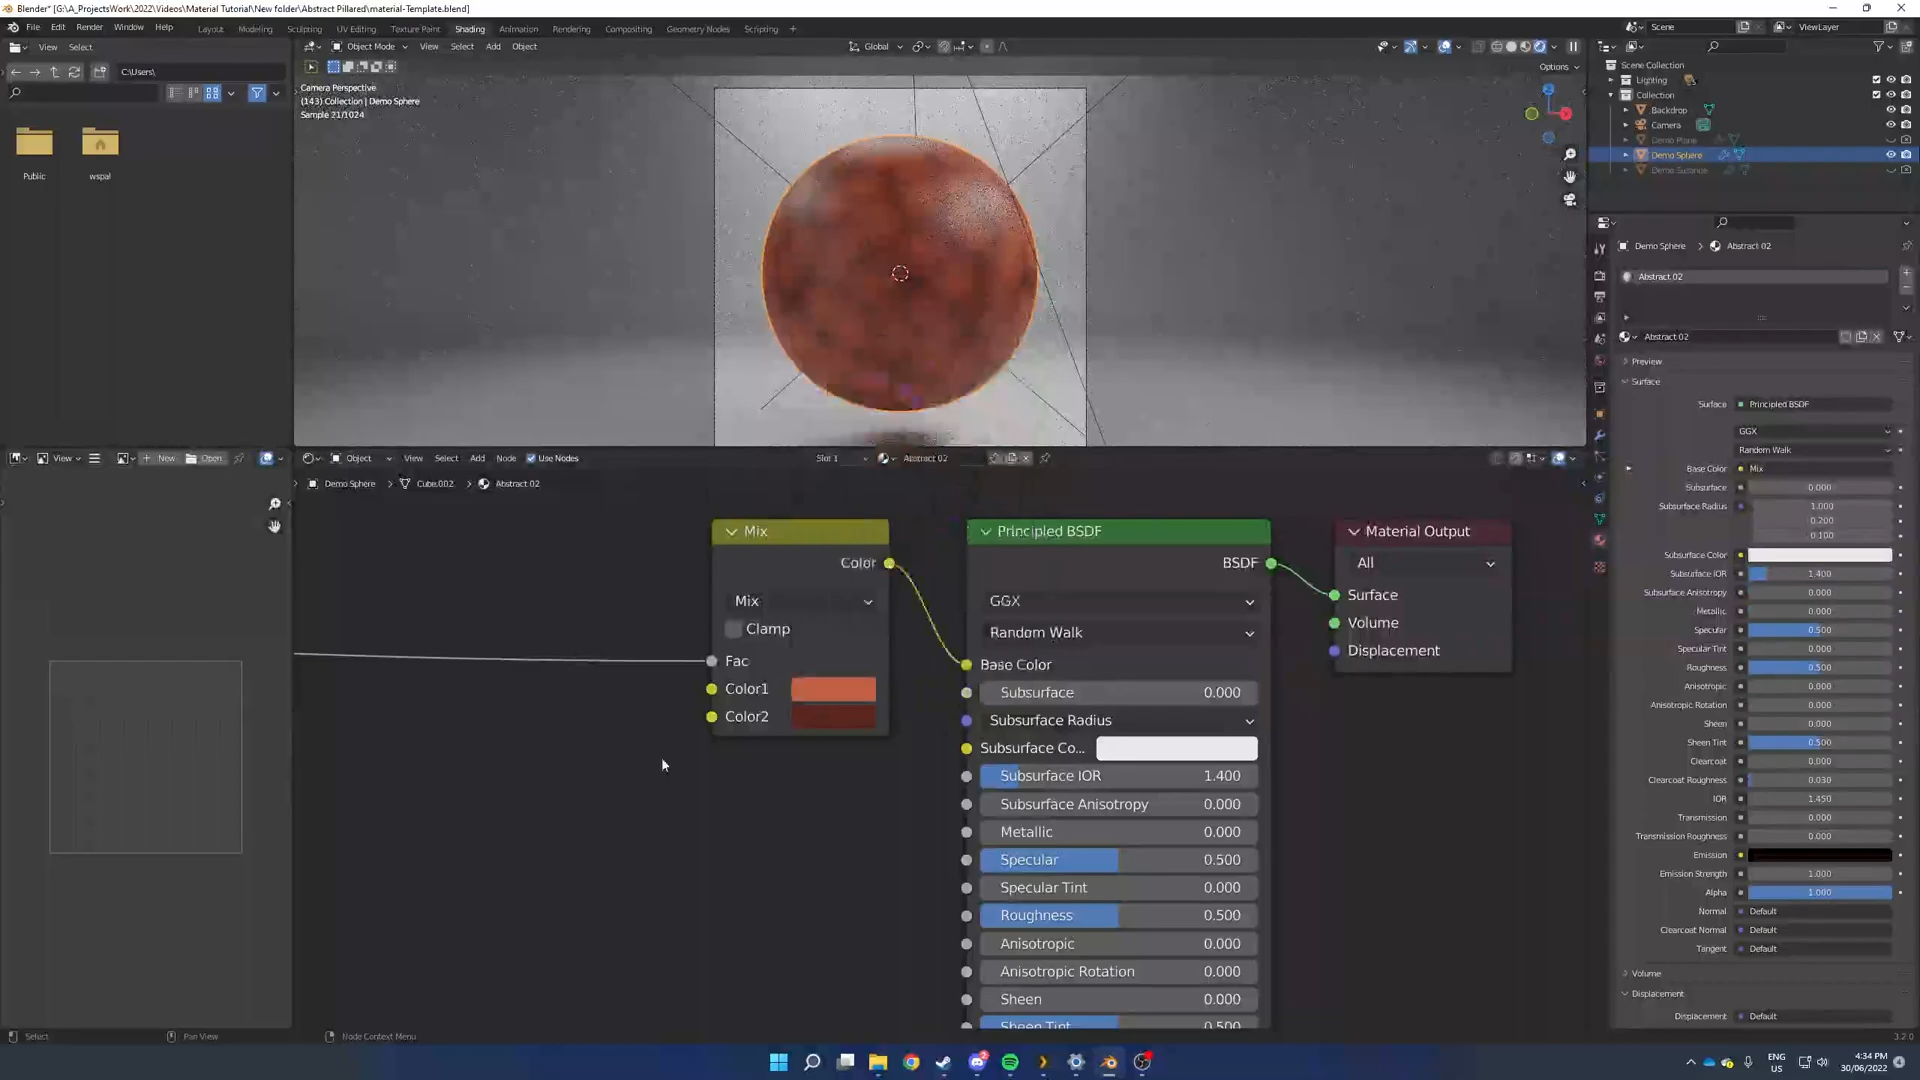 Blender* [G:\A_ProjectsWork\2022\Videos\Material Tutorial\New folder\Abstract Pillared\material-Template.blend]
File Edit Render Window Help Layout Modeling Sculpting UV Editing Texture Paint Shading Animation Rendering Compositing Geometry Nodes Scripting + Scene ViewLayer
View Select Object Mode View Select Add Object Global
C:\Users\
Options
Public wspal
Camera Perspective
(143) Collection | Demo Sphere
Sample 21/1024
Scene Collection
Lighting
Collection
Backdrop
Camera
Demo Plane
Demo Sphere
Demo Suzanne
Demo Sphere > Abstract 02
Abstract 02
Abstract 02
Preview
Surface
Surface Principled BSDF
GGX
Random Walk
Base Color Mix
Subsurface 0.000
Subsurface Radius 1.000
0.200
0.100
Subsurface Color
Subsurface IOR 1.400
Subsurface Anisotropy 0.000
Metallic 0.000
Specular 0.500
Specular Tint 0.000
Roughness 0.500
Anisotropic 0.000
Anisotropic Rotation 0.000
Sheen 0.000
Sheen Tint 0.500
Clearcoat 0.000
Clearcoat Roughness 0.030
IOR 1.450
Transmission 0.000
Transmission Roughness 0.000
Emission
Emission Strength 1.000
Alpha 1.000
Normal Default
Clearcoat Normal Default
Tangent Default
Volume
Displacement
Displacement Default
View New Open Object View Select Add Node Use Nodes Slot 1 Abstract 02
Demo Sphere > Cube.002 > Abstract 02
Mix
Color
Mix
Clamp
Fac
Color1
Color2
Principled BSDF
BSDF
GGX
Random Walk
Base Color
Subsurface 0.000
Subsurface Radius
Subsurface Co...
Subsurface IOR 1.400
Subsurface Anisotropy 0.000
Metallic 0.000
Specular 0.500
Specular Tint 0.000
Roughness 0.500
Anisotropic 0.000
Anisotropic Rotation 0.000
Sheen 0.000
Sheen Tint 0.500
Material Output
All
Surface
Volume
Displacement
Select Pan View Node Context Menu 3.2.0
ENG
US
4:34 PM
30/06/2022